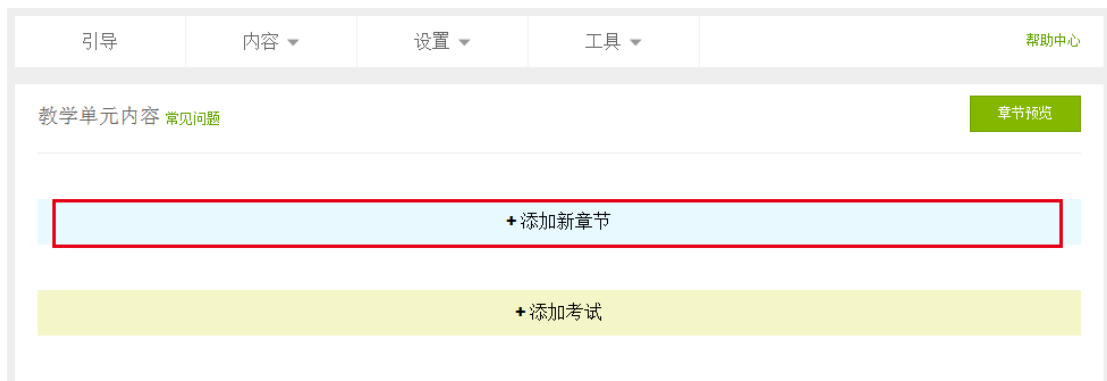 引导 内容 设置 工具 帮助中心
教学单元内容 常见问题 章节预览
+添加新章节
+添加考试